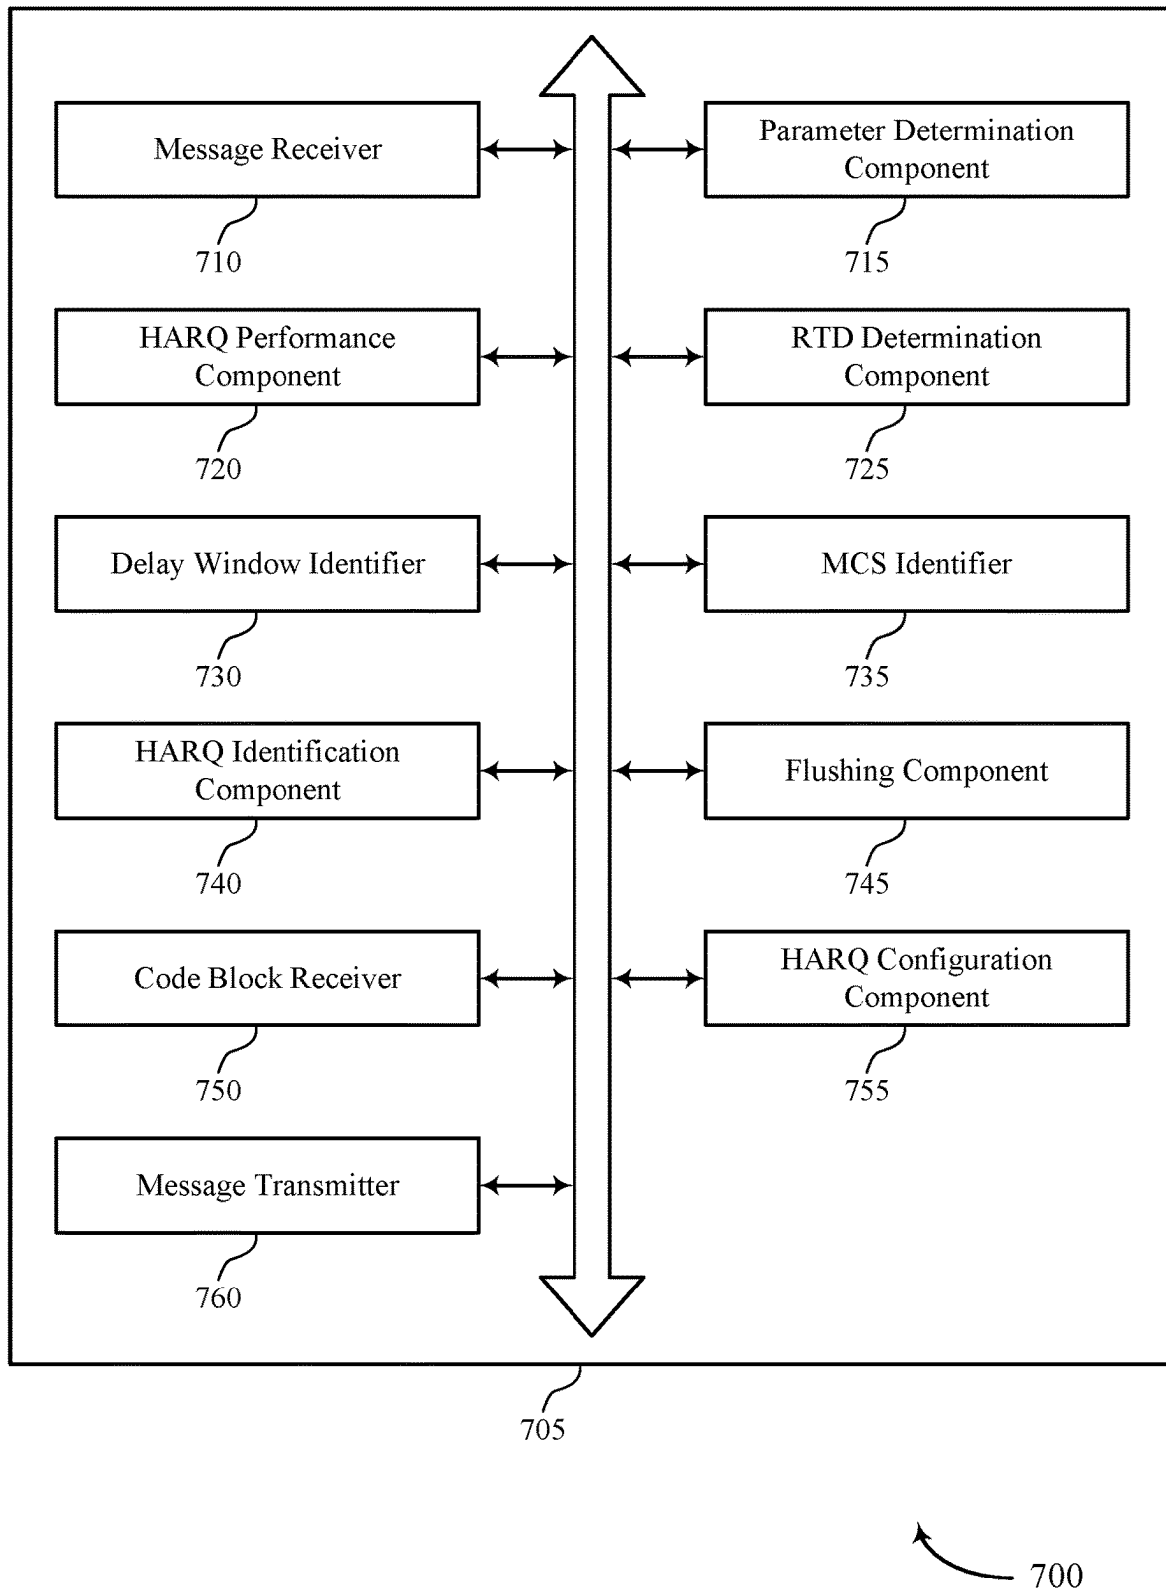 Message Receiver
710
Parameter Determination
Component
715
HARQ Performance
Component
720
RTD Determination
Component
725
Delay Window Identifier
730
MCS Identifier
735
HARQ Identification
Component
740
Flushing Component
745
Code Block Receiver
750
HARQ Configuration
Component
755
Message Transmitter
760
705
700